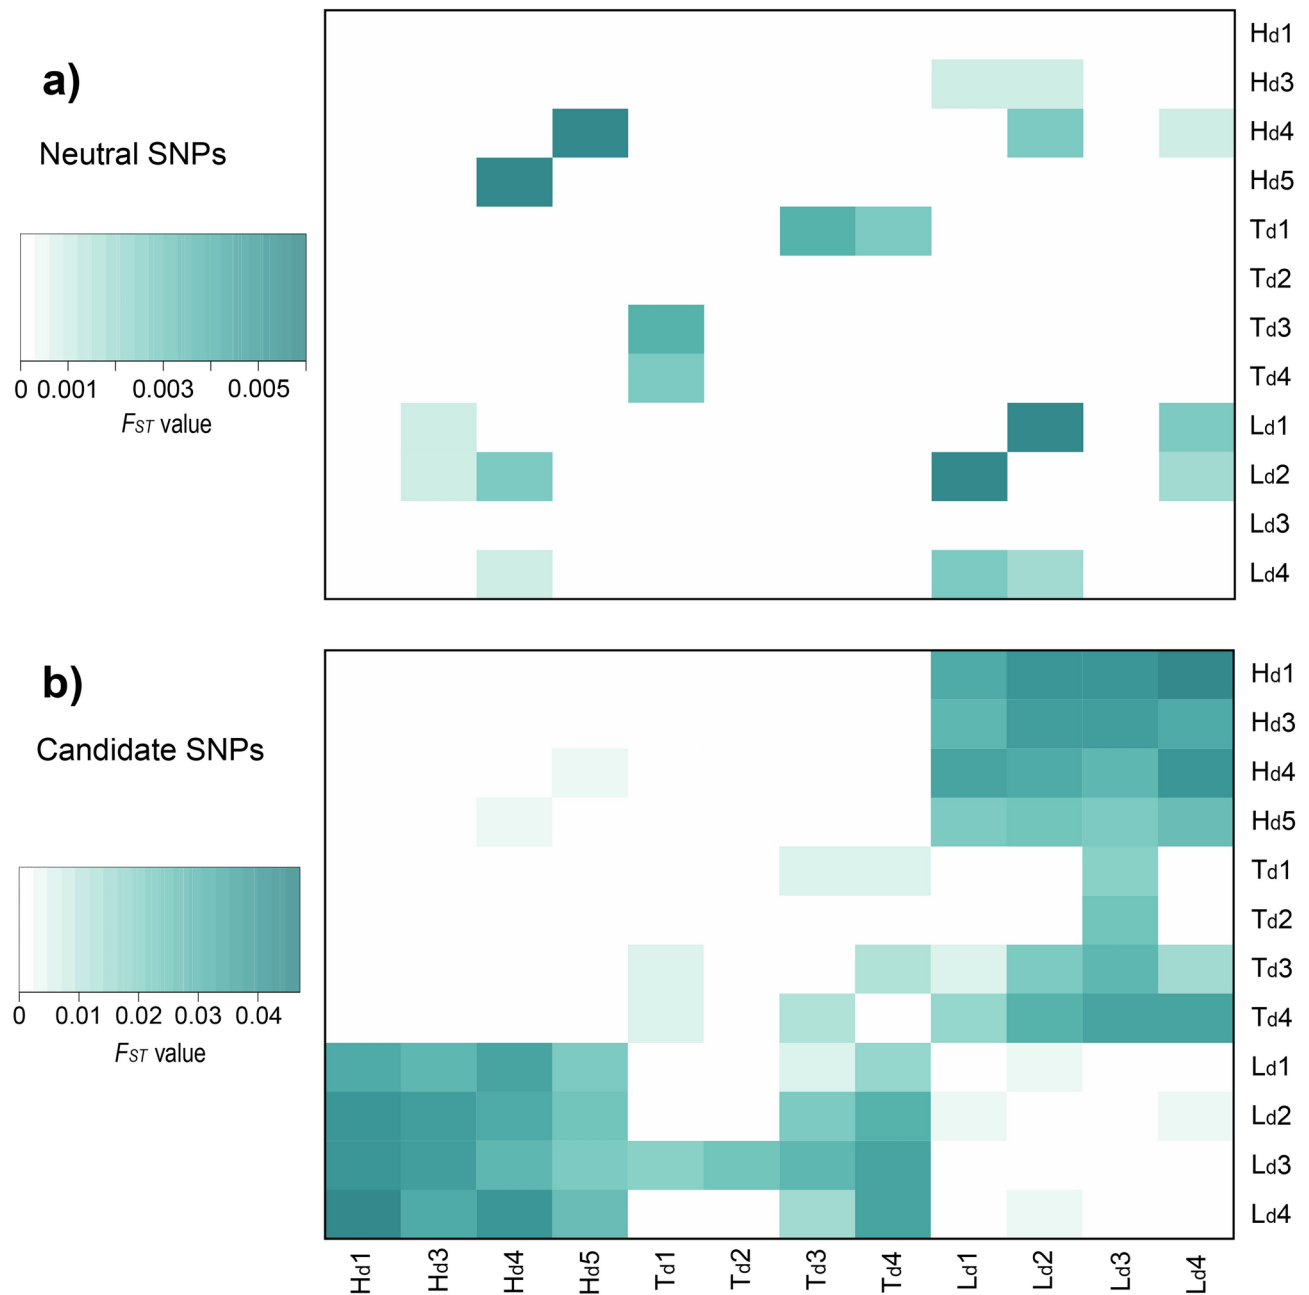 a)
Neutral SNPs
0 0.001 0.003 0.005
FST value
Hd1
Hd3
Hd4
Hd5
Td1
Td2
Td3
Td4
Ld1
Ld2
Ld3
Ld4
b)
Candidate SNPs
0 0.01 0.02 0.03 0.04
FST value
Hd1
Hd3
Hd4
Hd5
Td1
Td2
Td3
Td4
Ld1
Ld2
Ld3
Ld4
Hd1 Hd3 Hd4 Hd5 Td1 Td2 Td3 Td4 Ld1 Ld2 Ld3 Ld4